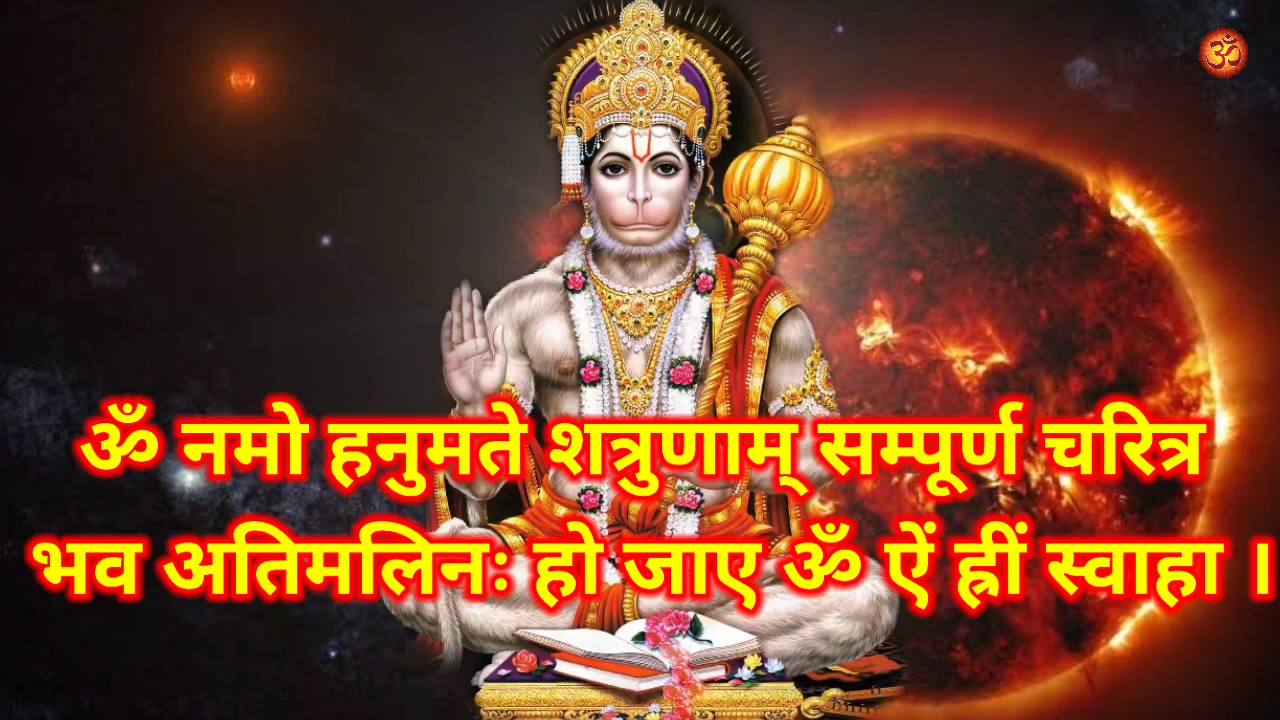 ॐ
ॐ नमो हनुमते शत्रुणाम् सम्पूर्ण चरित्र
भव अतिमलिनः हो जाए ॐ ऐं ह्रीं स्वाहा ।